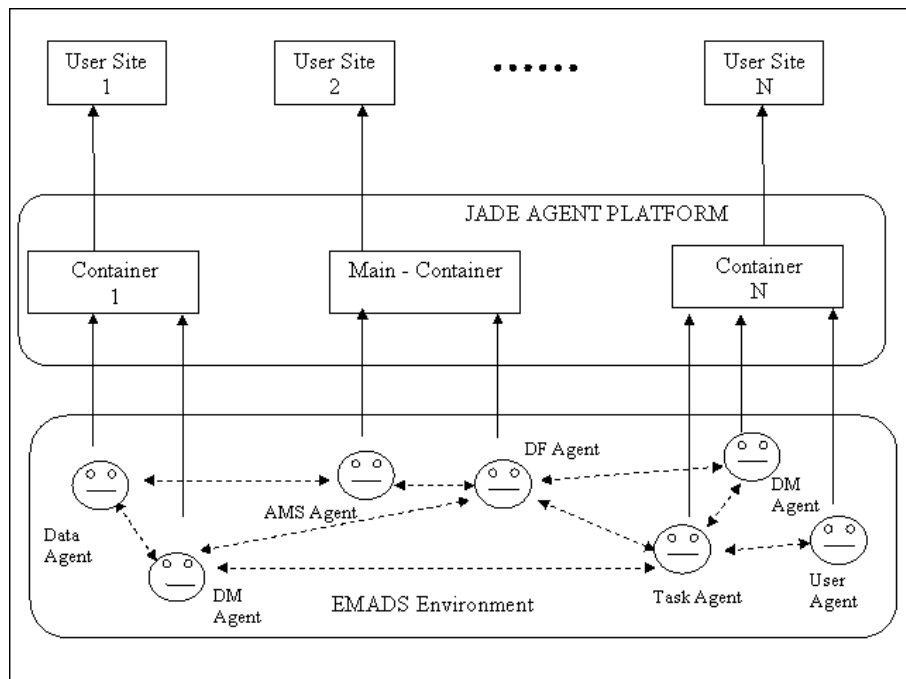 User Site
1
User Site
2
User Site
N
JADE AGENT PLATFORM
Container
1
Main - Container
Container
N
DF Agent
DM
Agent
AMS Agent
Data
Agent
DM
Agent
EMADS Environment
Task Agent
User
Agent